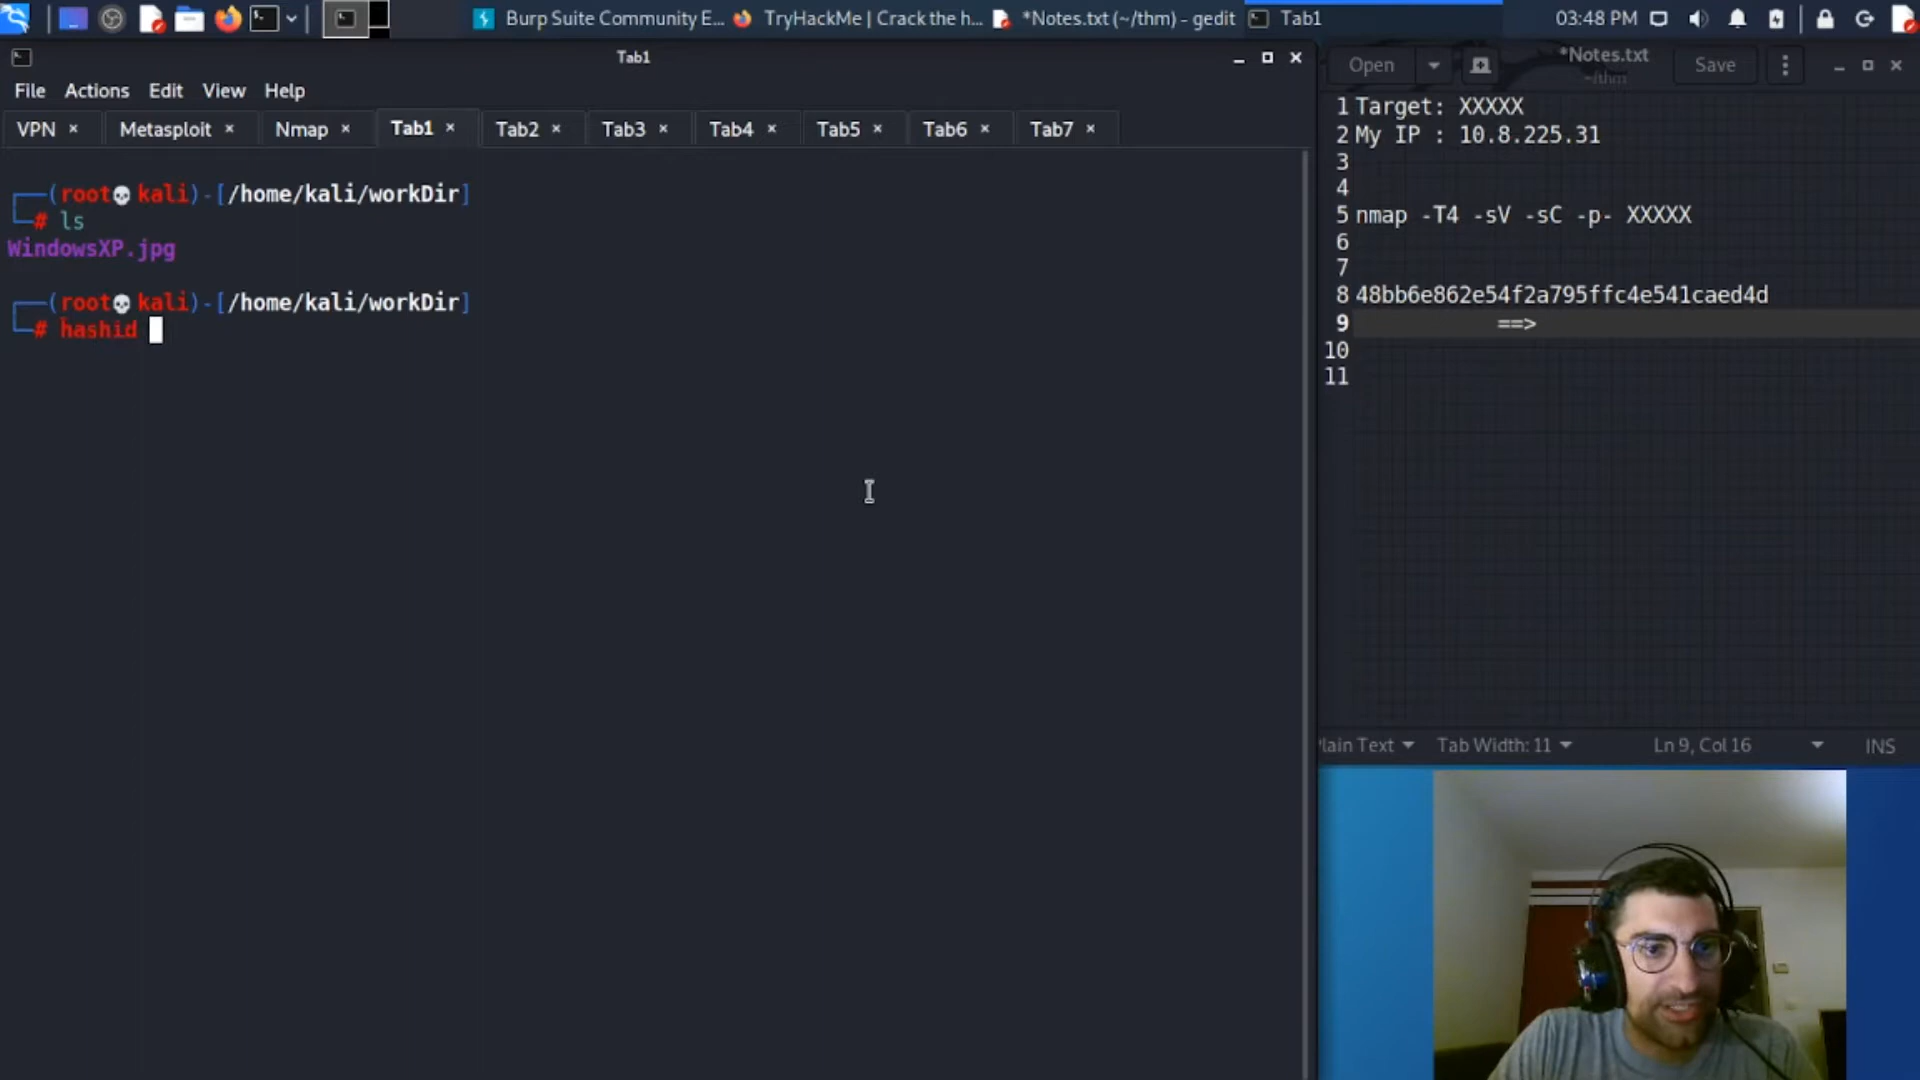 Burp Suite Community E...
TryHackMe | Crack the h...
*Notes.txt (~/thm) - gedit
Tab1
03:48 PM
Tab1
File Actions Edit View Help
VPN × Metasploit × Nmap × Tab1 × Tab2 × Tab3 × Tab4 × Tab5 × Tab6 × Tab7 ×
(root kali)-[/home/kali/workDir]
# ls
WindowsXP.jpg
(root kali)-[/home/kali/workDir]
# hashid
Open
*Notes.txt
~/thm
Save
1 Target: XXXXX
2 My IP : 10.8.225.31
3
4
5 nmap -T4 -sV -sC -p- XXXXX
6
7
8 48bb6e862e54f2a795ffc4e541caed4d
9 ==>
10
11
lain Text Tab Width: 11 Ln 9, Col 16 INS